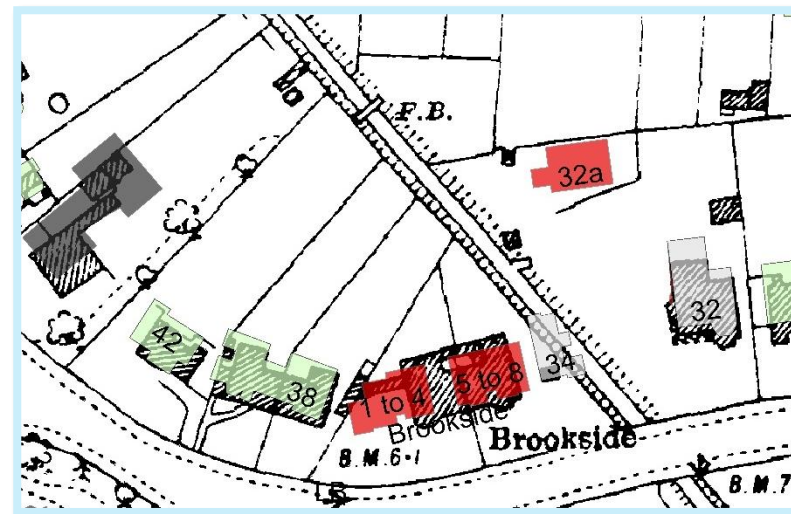 F.B.
32a
32
42
38
34
1 to 4
5 to 8
Brookside
Brookside
B.M.6·1
B.M.7